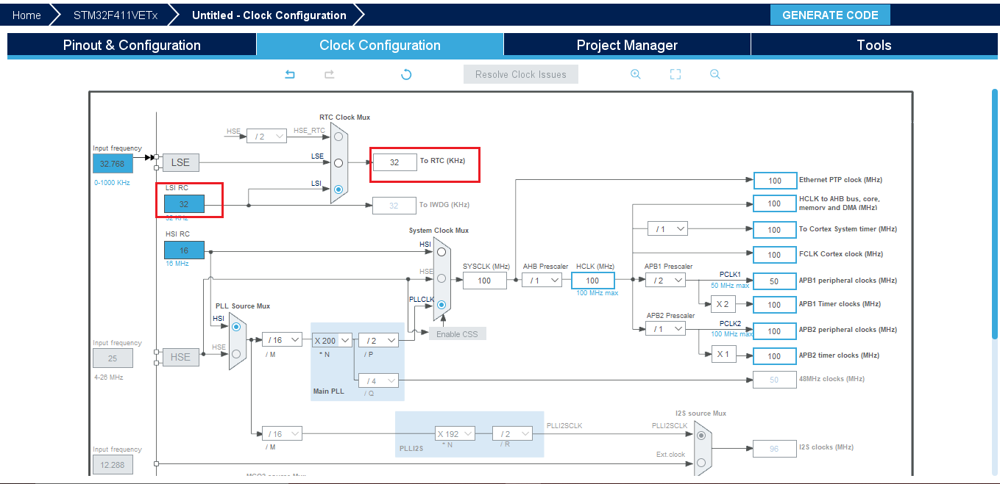 Home
STM32F411VETx
Untitled - Clock Configuration
GENERATE CODE
Pinout & Configuration
Clock Configuration
Project Manager
Tools
Resolve Clock Issues
RTC Clock Mux
HSE
/ 2
HSE_RTC
Input frequency
32.768
0-1000 KHz
LSE
LSE
32
To RTC (KHz)
LSI RC
32
32 KHz
LSI
32
To IWDG (KHz)
HSI RC
16
16 MHz
System Clock Mux
HSI
HSE
PLLCLK
Enable CSS
SYSCLK (MHz)
100
AHB Prescaler
/ 1
HCLK (MHz)
100
100 MHz max
100
Ethernet PTP clock (MHz)
100
HCLK to AHB bus, core,
memory and DMA (MHz)
/ 1
100
To Cortex System timer (MHz)
100
FCLK Cortex clock (MHz)
APB1 Prescaler
/ 2
PCLK1
50 MHz max
50
APB1 peripheral clocks (MHz)
X 2
100
APB1 Timer clocks (MHz)
APB2 Prescaler
/ 1
PCLK2
100 MHz max
100
APB2 peripheral clocks (MHz)
X 1
100
APB2 timer clocks (MHz)
50
48MHz clocks (MHz)
PLL Source Mux
HSI
HSE
Input frequency
25
4-26 MHz
HSE
/ 16
/ M
X 200
* N
/ 2
/ P
/ 4
/ Q
Main PLL
/ 16
/ M
PLLI2S
X 192
* N
/ 2
/ R
PLLI2SCLK
I2S source Mux
PLLI2SCLK
Ext.clock
96
I2S clocks (MHz)
Input frequency
12.288
MCO2 source Mux